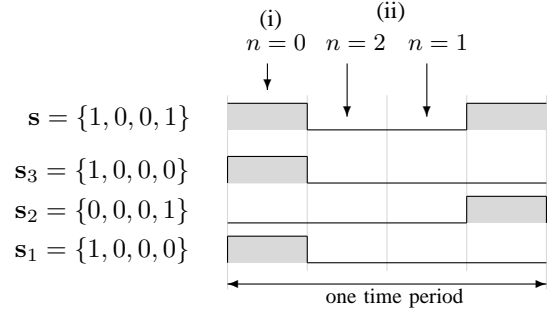 (i) (ii)
n = 0 n = 2 n = 1
s = {1, 0, 0, 1}
s3 = {1, 0, 0, 0}
s2 = {0, 0, 0, 1}
s1 = {1, 0, 0, 0}
one time period